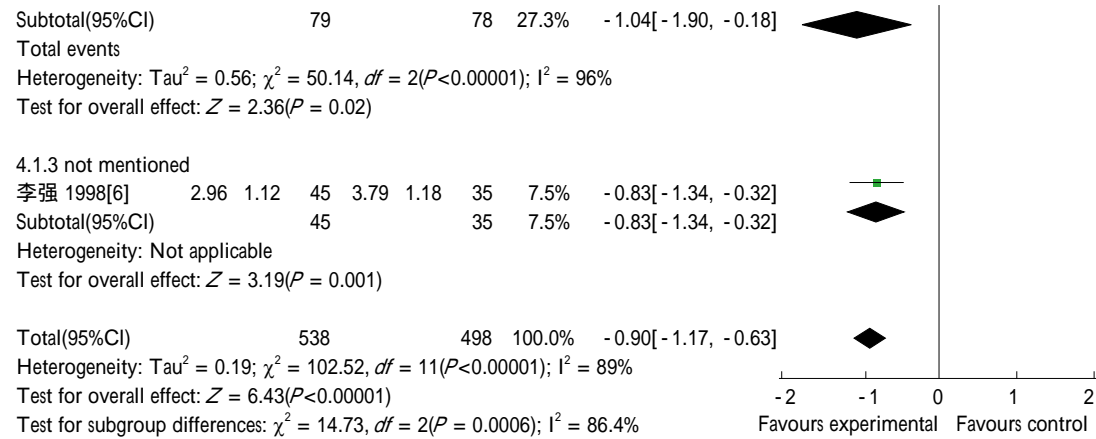 Subtotal(95%CI) 79 78 27.3% -1.04[-1.90, -0.18]
Total events
Heterogeneity: Tau² = 0.56; χ² = 50.14, df = 2(P<0.00001); I² = 96%
Test for overall effect: Z = 2.36(P = 0.02)
4.1.3 not mentioned
李强 1998[6] 2.96 1.12 45 3.79 1.18 35 7.5% -0.83[-1.34, -0.32]
Subtotal(95%CI) 45 35 7.5% -0.83[-1.34, -0.32]
Heterogeneity: Not applicable
Test for overall effect: Z = 3.19(P = 0.001)
Total(95%CI) 538 498 100.0% -0.90[-1.17, -0.63]
Heterogeneity: Tau² = 0.19; χ² = 102.52, df = 11(P<0.00001); I² = 89%
Test for overall effect: Z = 6.43(P<0.00001)
Test for subgroup differences: χ² = 14.73, df = 2(P = 0.0006); I² = 86.4%
-2 -1 0 1 2
Favours experimental Favours control